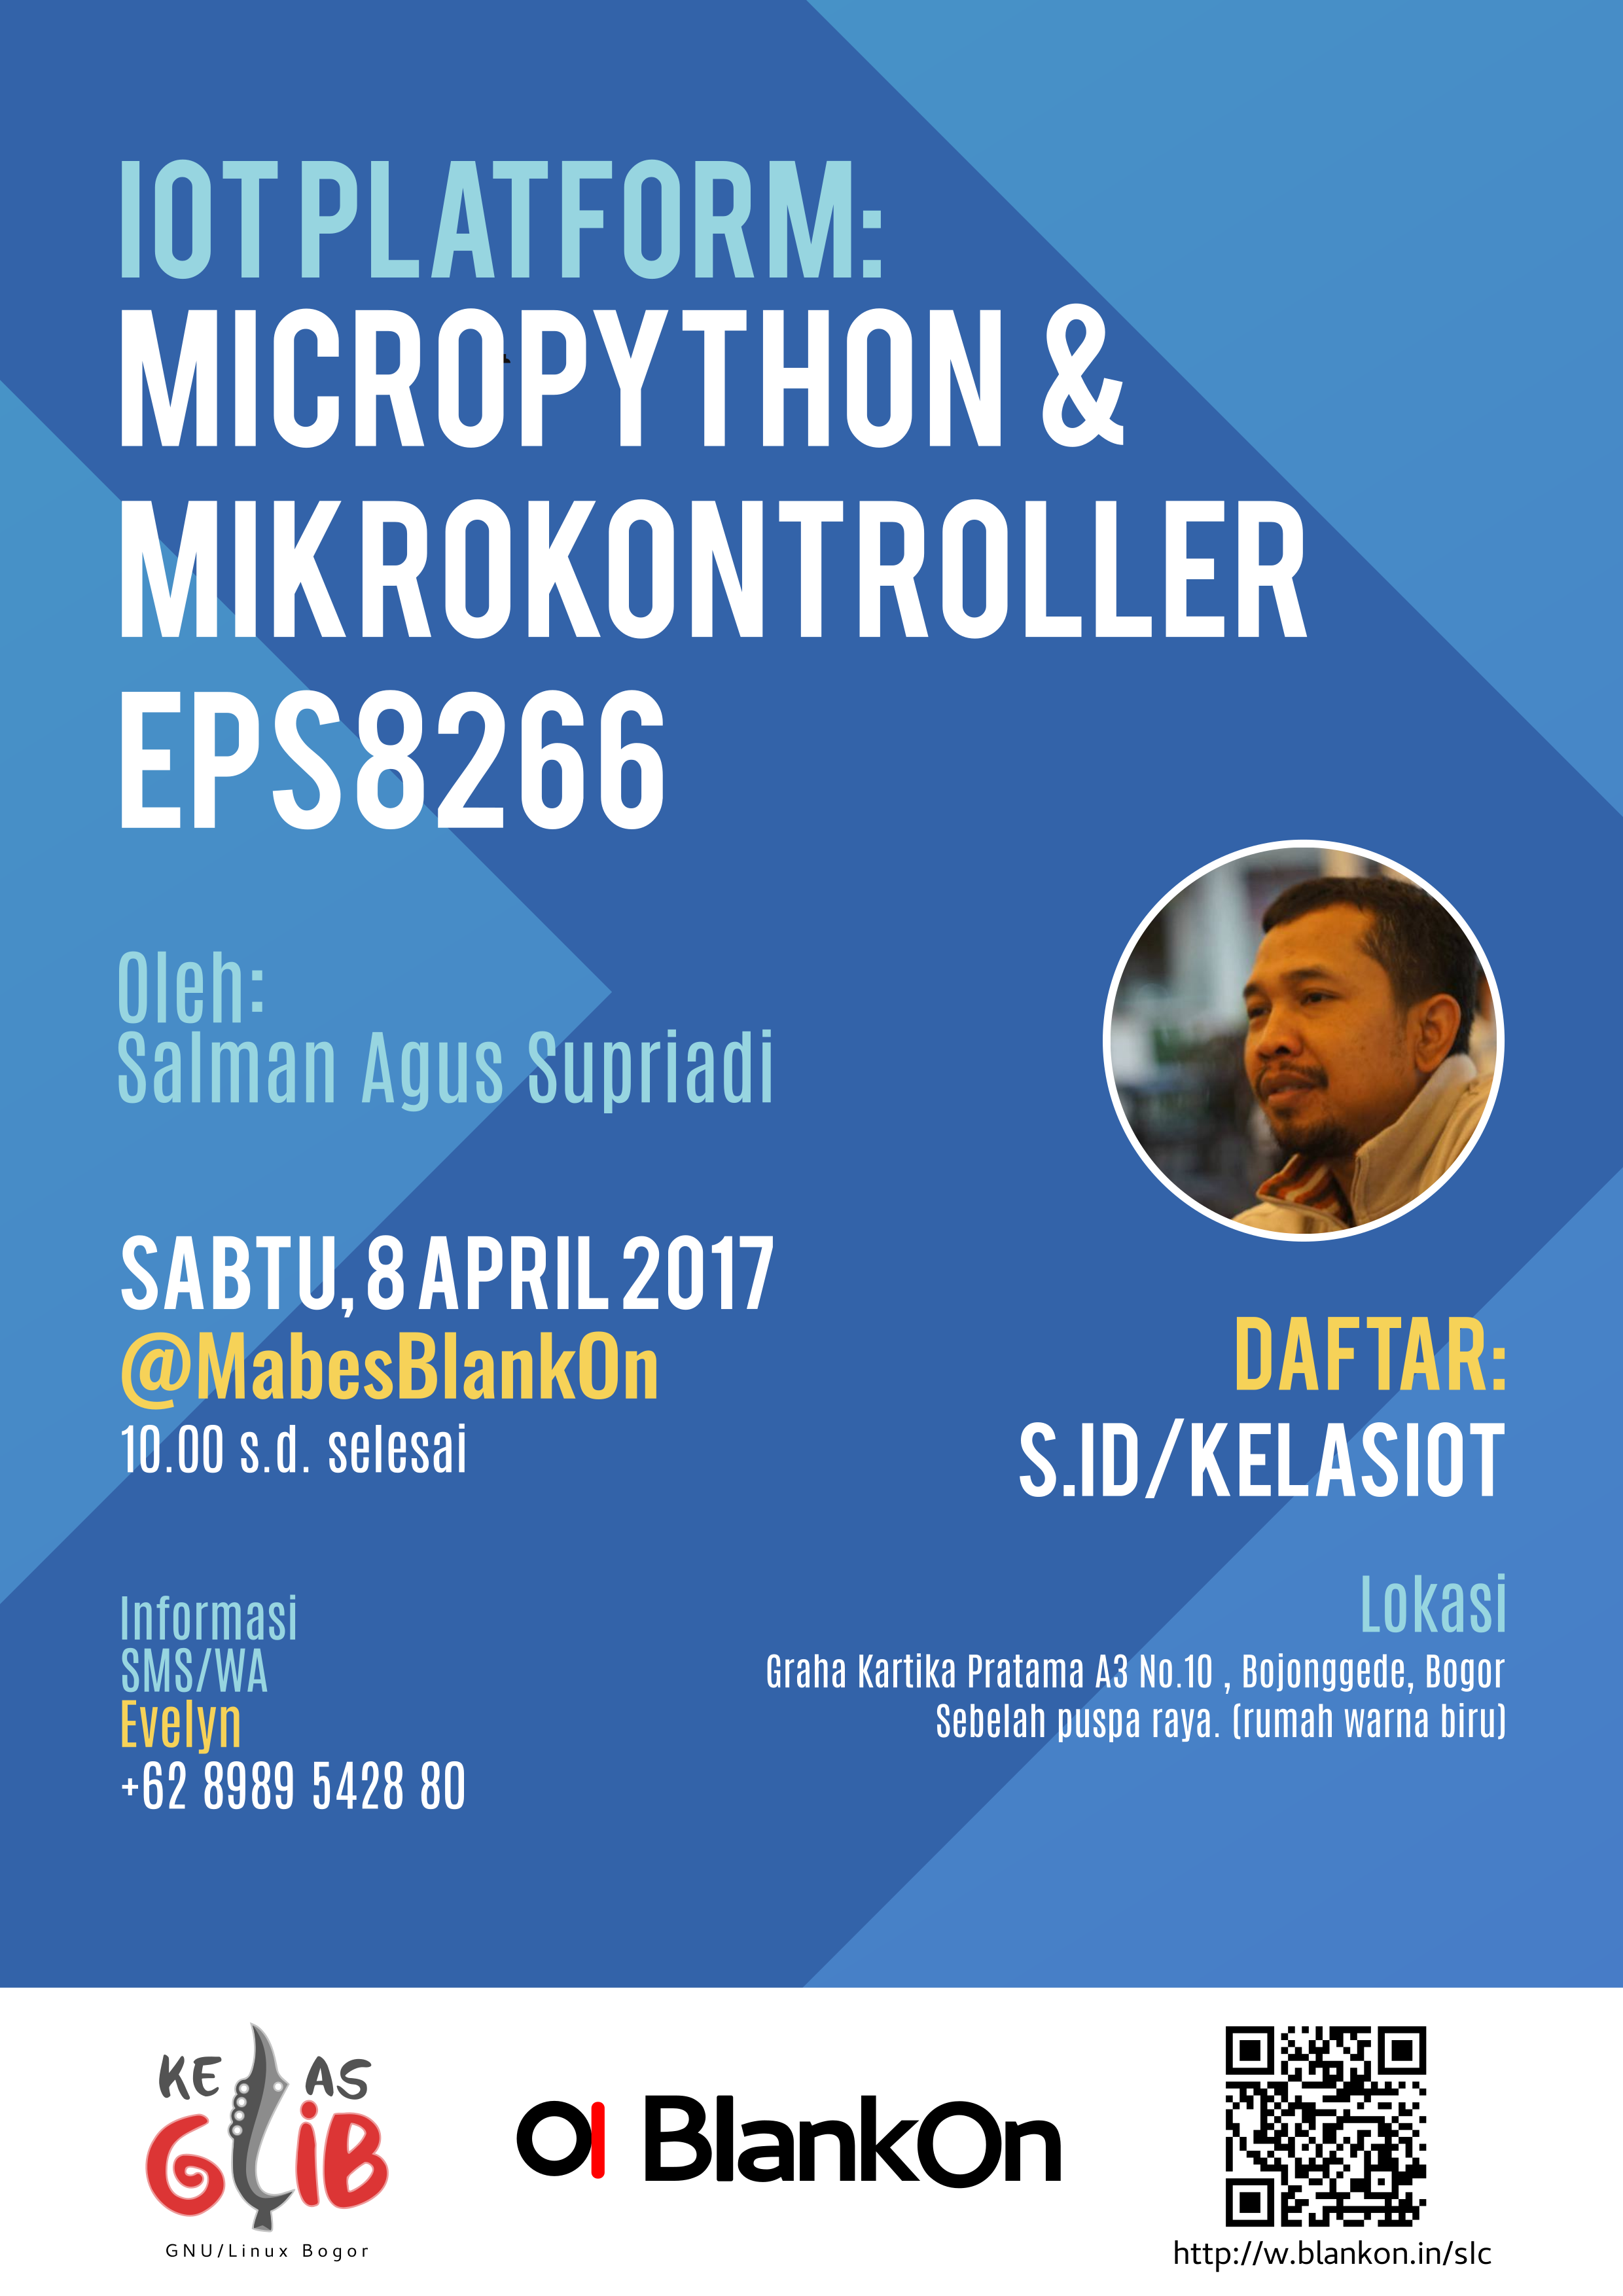 IOT PLATFORM:
MICROPYTHON &
MIKROKONTROLLER
EPS8266
Oleh:
Salman Agus Supriadi
SABTU, 8 APRIL 2017
@MabesBlankOn
10.00 s.d. selesai
DAFTAR:
S.ID/KELASIOT
Informasi
SMS/WA
Evelyn
+62 8989 5428 80
Lokasi
Graha Kartika Pratama A3 No.10 , Bojonggede, Bogor
Sebelah puspa raya. (rumah warna biru)
KELAS
GLiB
GNU/Linux Bogor
BlankOn
http://w.blankon.in/slc